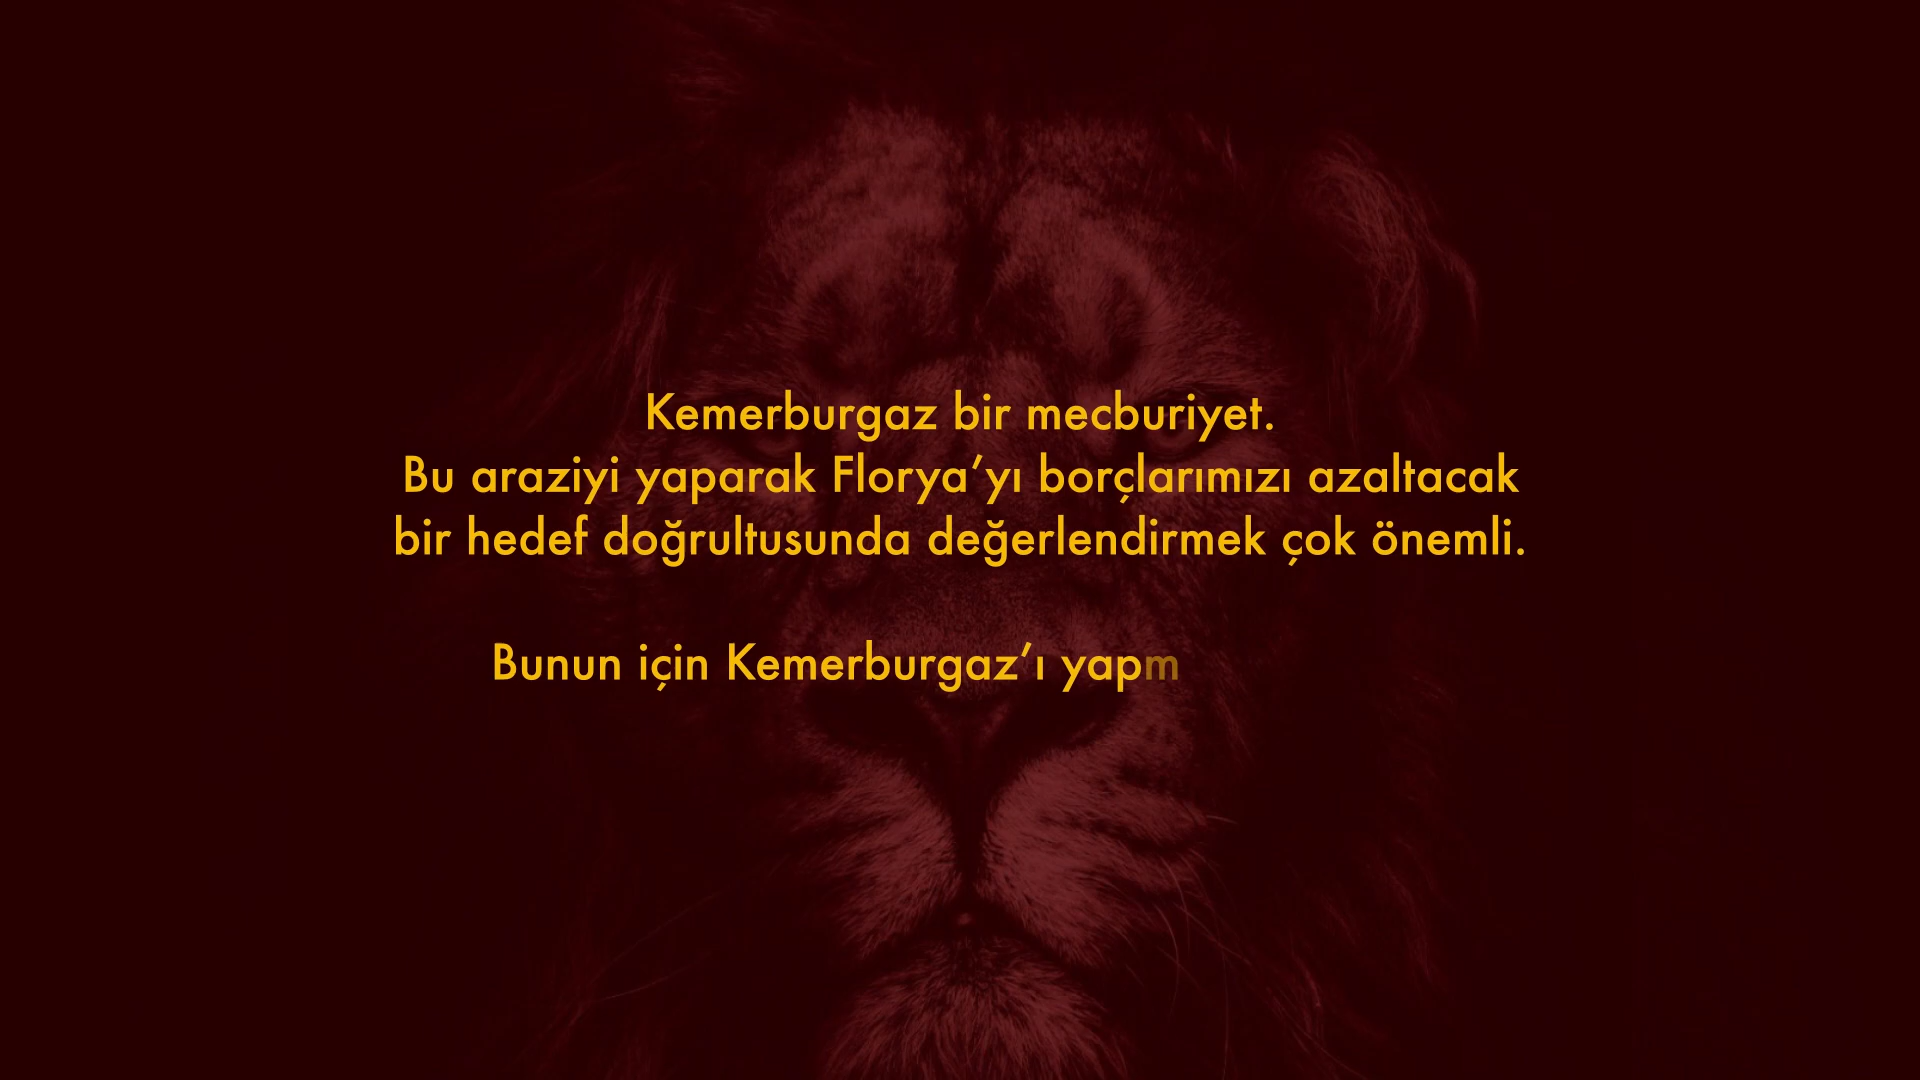 Kemerburgaz bir mecburiyet.
Bu araziyi yaparak Florya’yı borçlarımızı azaltacak
bir hedef doğrultusunda değerlendirmek çok önemli.
Bunun için Kemerburgaz’ı yapm